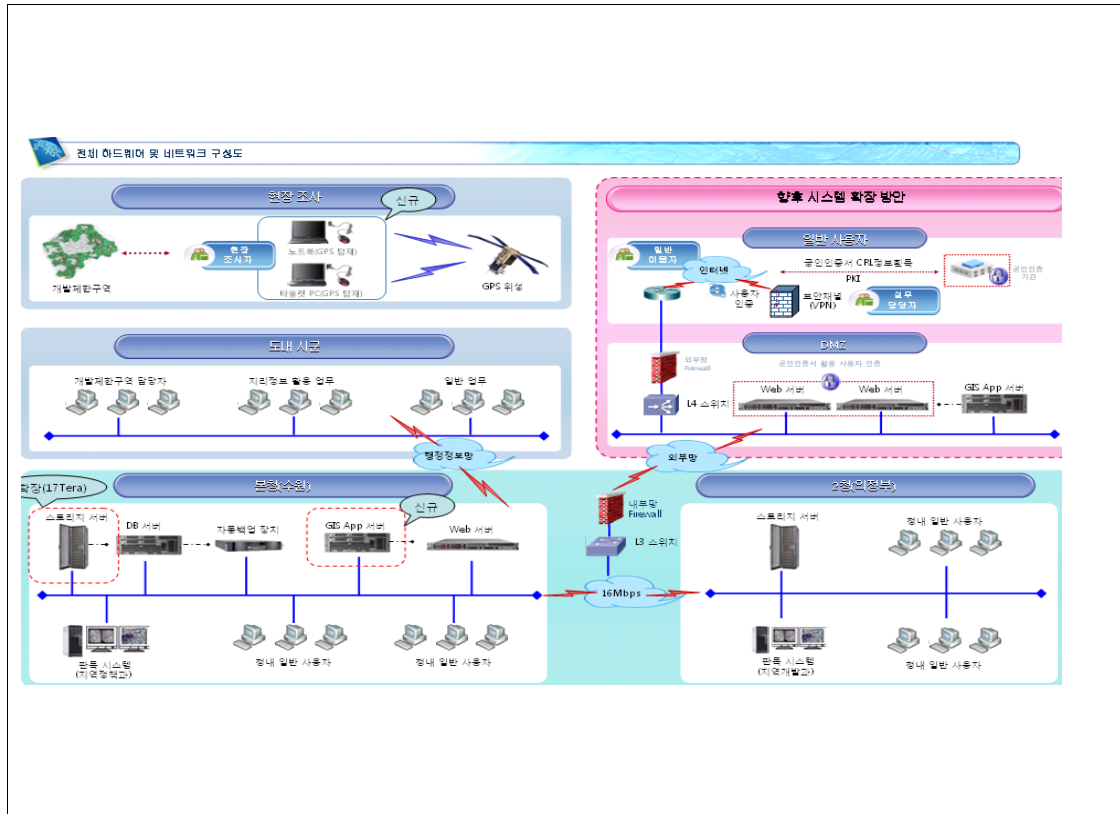 전체 하드웨어 및 네트워크 구성도
현장 조사
신규
개발제한구역
현장
조사자
노트북(GPS 탑재)
타블렛 PC(GPS 탑재)
GPS 위성
향후 시스템 확장 방안
일반 사용자
일반
이용자
인터넷
공인인증서 CRL정보획득
PKI
공인인증
기관
사용자
인증
보안채널
(VPN)
실무
담당자
도내 시군
개발제한구역 담당자
지리정보 활용 업무
일반 업무
행정정보망
DMZ
외부망
Firewall
공인인증서 활용 사용자 인증
L4 스위치
Web 서버
Web 서버
GIS App 서버
외부망
본청(수원)
확장(17Tera)
신규
스토리지 서버
DB 서버
자동백업 장치
GIS App 서버
Web 서버
내부망
Firewall
L3 스위치
16Mbps
판독 시스템
(지역정책과)
청내 일반 사용자
청내 일반 사용자
2청(의정부)
스토리지 서버
청내 일반 사용자
판독 시스템
(지역개발과)
청내 일반 사용자